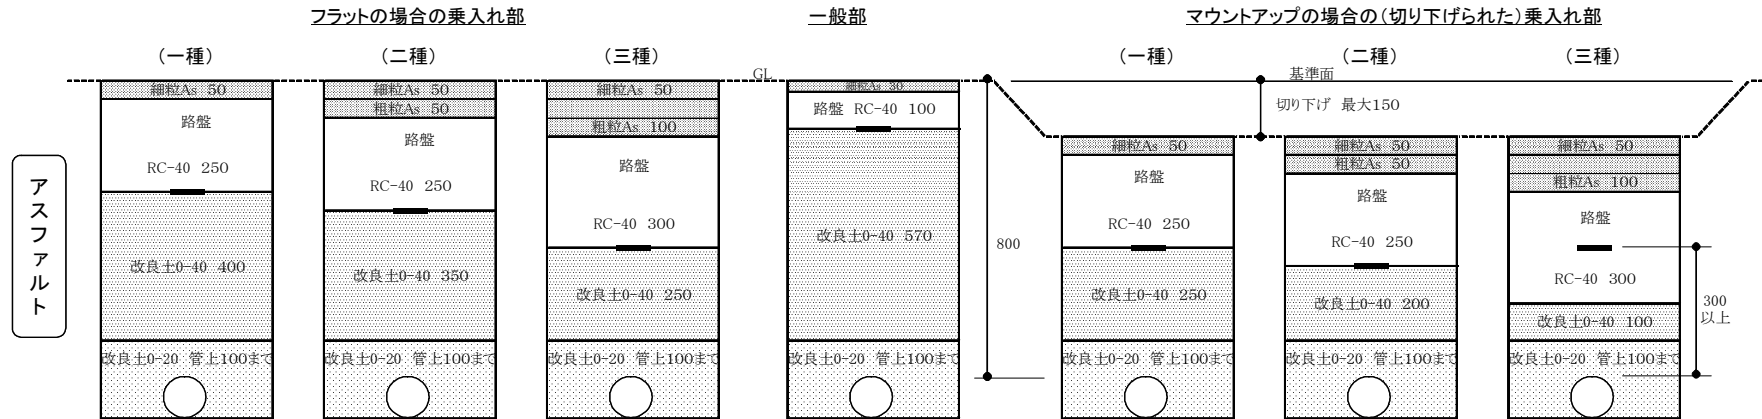 フラットの場合の乗入れ部
一般部
マウントアップの場合の(切り下げられた)乗入れ部
(一種)
(二種)
(三種)
(一種)
(二種)
(三種)
GL
基準面
切り下げ 最大150
アスファルト
細粒As 50
路盤
RC-40 250
改良土0-40 400
改良土0-20 管上100まで
細粒As 50
粗粒As 50
路盤
RC-40 250
改良土0-40 350
改良土0-20 管上100まで
細粒As 50
粗粒As 100
路盤
RC-40 300
改良土0-40 250
改良土0-20 管上100まで
細粒As 30
路盤 RC-40 100
改良土0-40 570
改良土0-20 管上100まで
800
細粒As 50
路盤
RC-40 250
改良土0-40 250
改良土0-20 管上100まで
細粒As 50
粗粒As 50
路盤
RC-40 250
改良土0-40 200
改良土0-20 管上100まで
細粒As 50
粗粒As 100
路盤
RC-40 300
改良土0-40 100
改良土0-20 管上100まで
300
以上